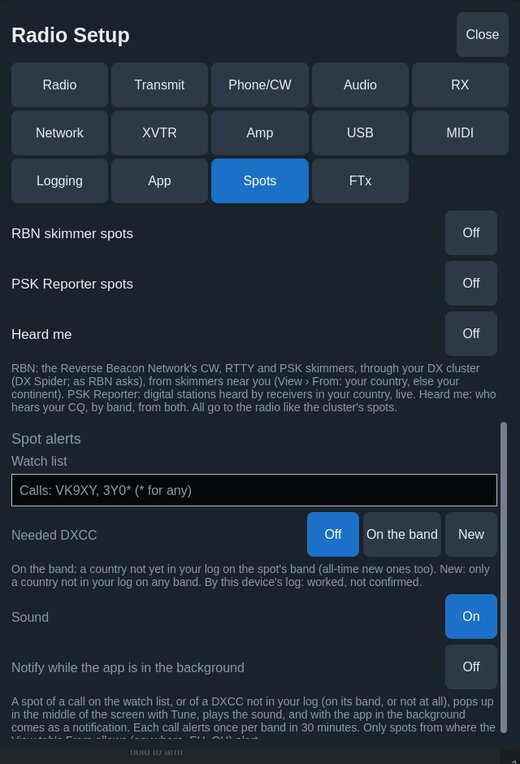 Radio Setup
Close
Radio
Transmit
Phone/CW
Audio
RX
Network
XVTR
Amp
USB
MIDI
Logging
App
Spots
FTx
RBN skimmer spots
Off
PSK Reporter spots
Off
Heard me
Off
RBN: the Reverse Beacon Network's CW, RTTY and PSK skimmers, through your DX cluster
(DX Spider; as RBN asks), from skimmers near you (View › From: your country, else your
continent). PSK Reporter: digital stations heard by receivers in your country, live. Heard me: who
hears your CQ, by band, from both. All go to the radio like the cluster's spots.
Spot alerts
Watch list
Calls: VK9XY, 3Y0* (* for any)
Needed DXCC
Off
On the band
New
On the band: a country not yet in your log on the spot's band (all-time new ones too). New: only
a country not in your log on any band. By this device's log: worked, not confirmed.
Sound
On
Notify while the app is in the background
Off
A spot of a call on the watch list, or of a DXCC not in your log (on its band, or not at all), pops up
in the middle of the screen with Tune, plays the sound, and with the app in the background
comes as a notification. Each call alerts once per band in 30 minutes. Only spots from where the
hold to arm